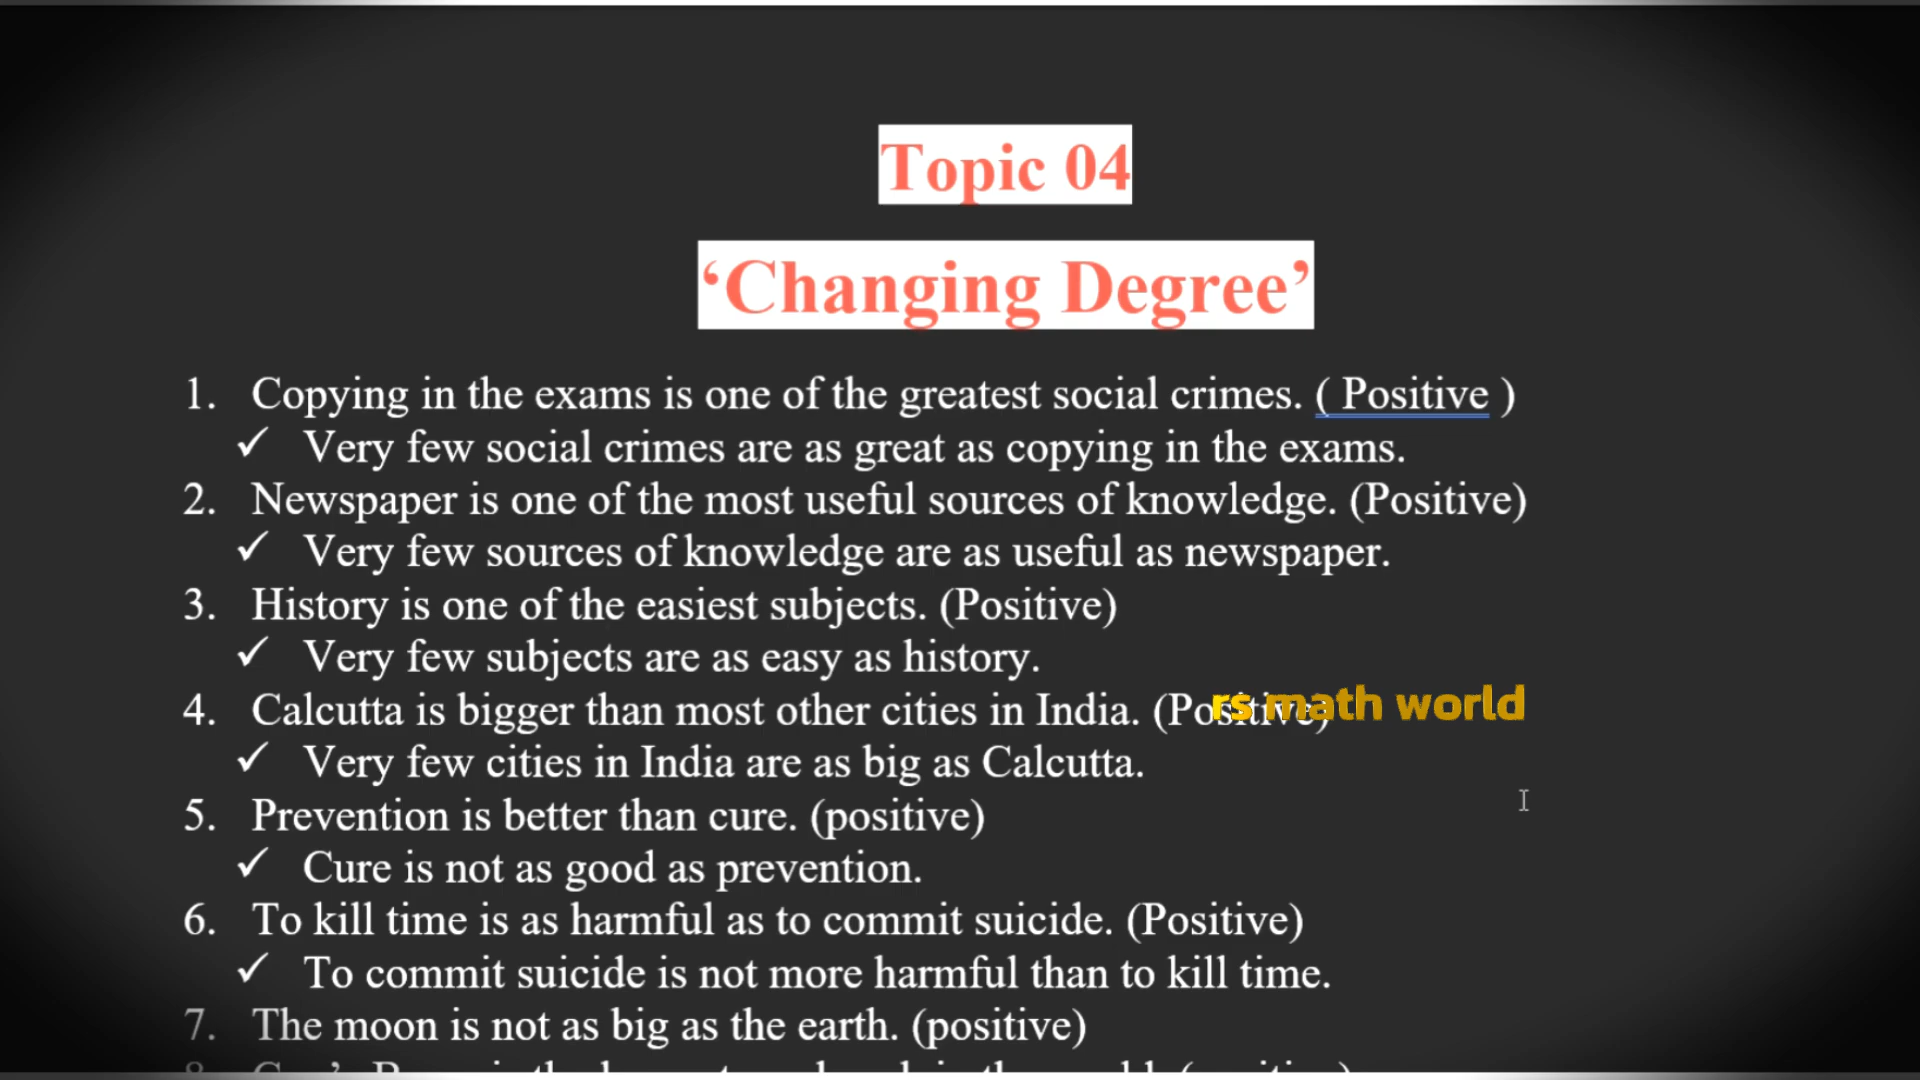 Topic 04
‘Changing Degree’
1. Copying in the exams is one of the greatest social crimes. ( Positive )
✓ Very few social crimes are as great as copying in the exams.
2. Newspaper is one of the most useful sources of knowledge. (Positive)
✓ Very few sources of knowledge are as useful as newspaper.
3. History is one of the easiest subjects. (Positive)
✓ Very few subjects are as easy as history.
4. Calcutta is bigger than most other cities in India. (Positive)
rs math world
✓ Very few cities in India are as big as Calcutta.
5. Prevention is better than cure. (positive)
✓ Cure is not as good as prevention.
6. To kill time is as harmful as to commit suicide. (Positive)
✓ To commit suicide is not more harmful than to kill time.
7. The moon is not as big as the earth. (positive)